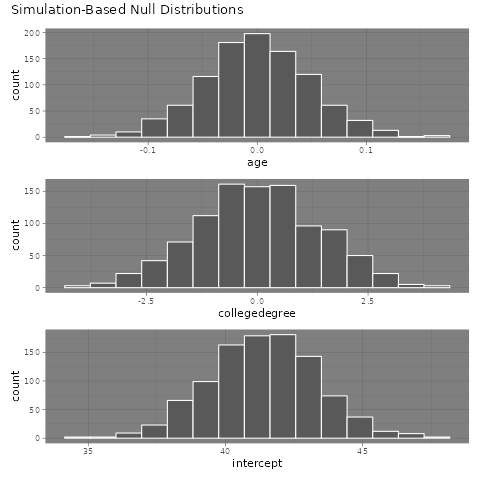 Simulation-Based Null Distributions
200
150
100
50
0
count
-0.1 0.0 0.1
age
150
100
50
0
count
-2.5 0.0 2.5
collegedegree
150
100
50
0
count
35 40 45
intercept